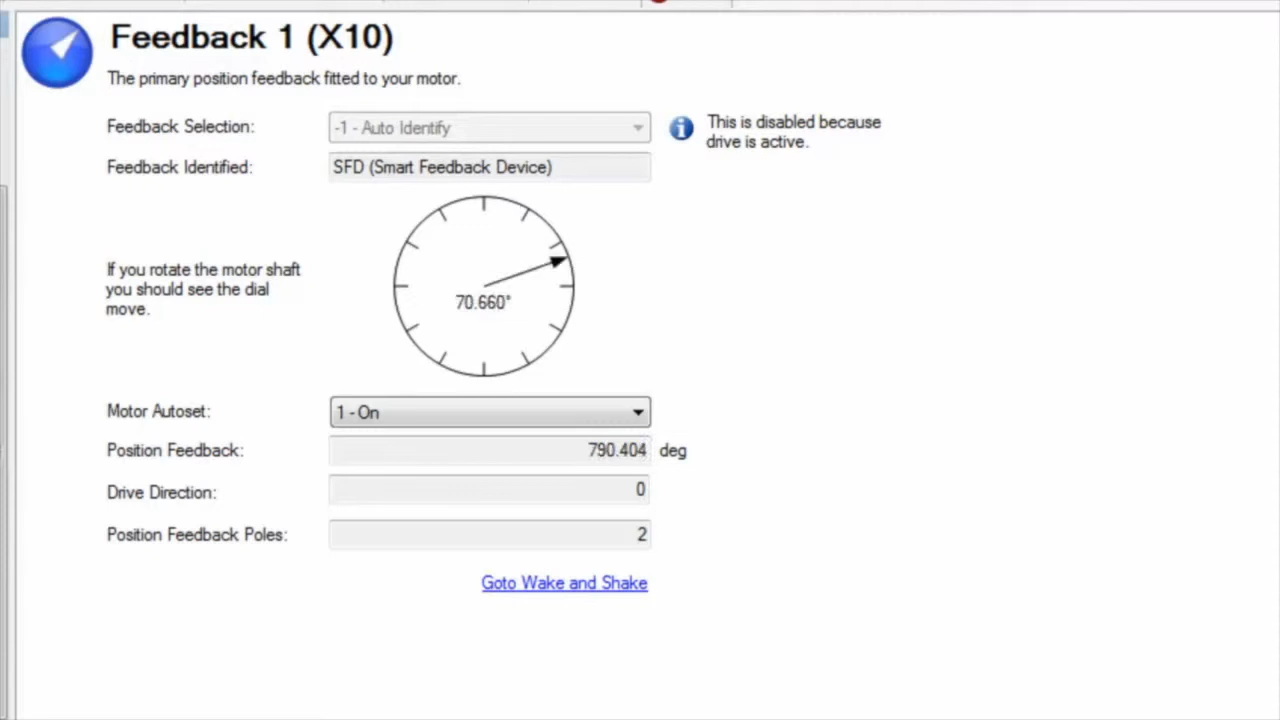 Feedback 1 (X10)
The primary position feedback fitted to your motor.
Feedback Selection:
-1 - Auto Identify
This is disabled because
drive is active.
Feedback Identified:
SFD (Smart Feedback Device)
If you rotate the motor shaft
you should see the dial
move.
70.660°
Motor Autoset:
1 - On
Position Feedback:
790.404 deg
Drive Direction:
0
Position Feedback Poles:
2
Goto Wake and Shake